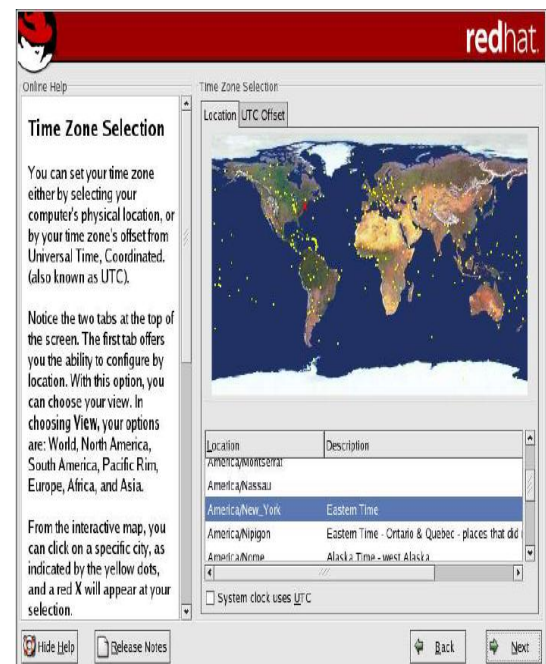 redhat.
Online Help
Time Zone Selection
You can set your time zone
either by selecting your
computer's physical location, or
by your time zone's offset from
Universal Time, Coordinated.
(also known as UTC).
Notice the two tabs at the top of
the screen. The first tab offers
you the ability to configure by
location. With this option, you
can choose your view. In
choosing View, your options
are: World, North America,
South America, Pacific Rim,
Europe, Africa, and Asia.
From the interactive map, you
can click on a specific city, as
indicated by the yellow dots,
and a red X will appear at your
selection.
Time Zone Selection
Location UTC Offset
Location Description
America/Montserrat
America/Nassau
America/New_York Eastern Time
America/Nipigon Eastern Time - Ontario & Quebec - places that did
America/Nome Alaska Time - west Alaska
System clock uses UTC
Hide Help Release Notes Back Next